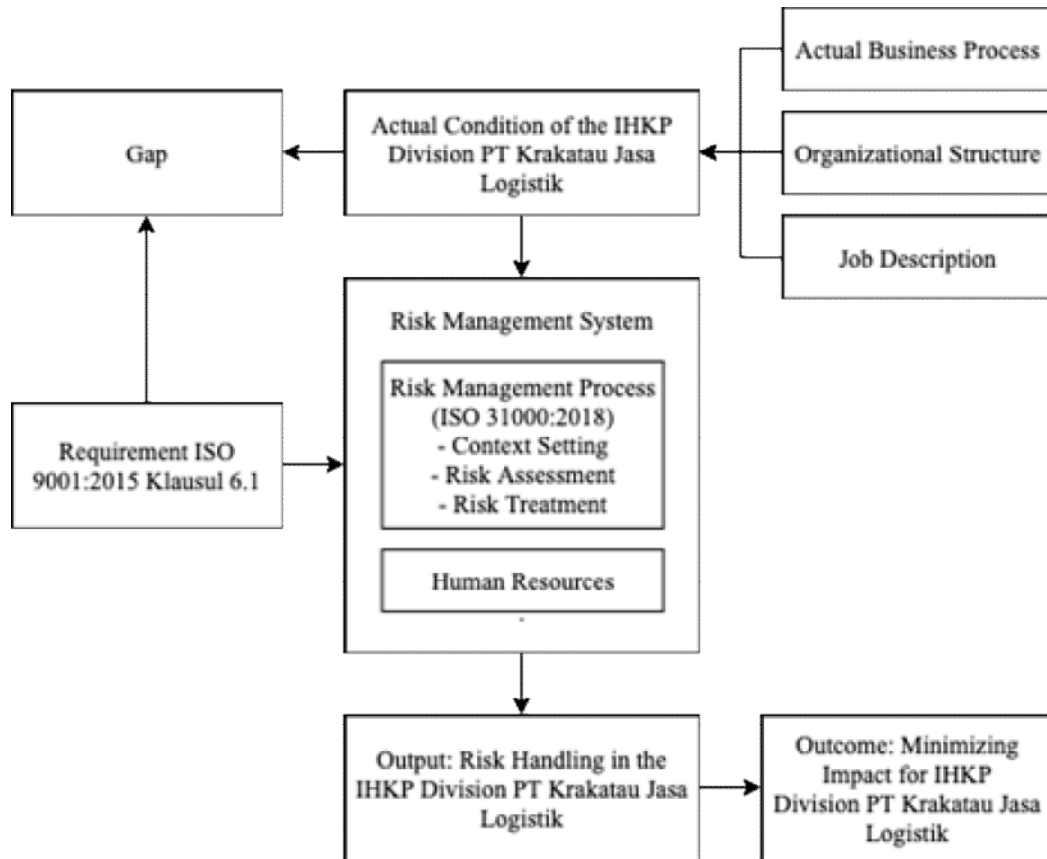 Actual Business Process
Gap
Actual Condition of the IHKP
Division PT Krakatau Jasa
Logistik
Organizational Structure
Job Description
Risk Management System
Risk Management Process
(ISO 31000:2018)
- Context Setting
- Risk Assessment
- Risk Treatment
Requirement ISO
9001:2015 Klausul 6.1
Human Resources
Output: Risk Handling in the
IHKP Division PT Krakatau Jasa
Logistik
Outcome: Minimizing
Impact for IHKP
Division PT Krakatau Jasa
Logistik